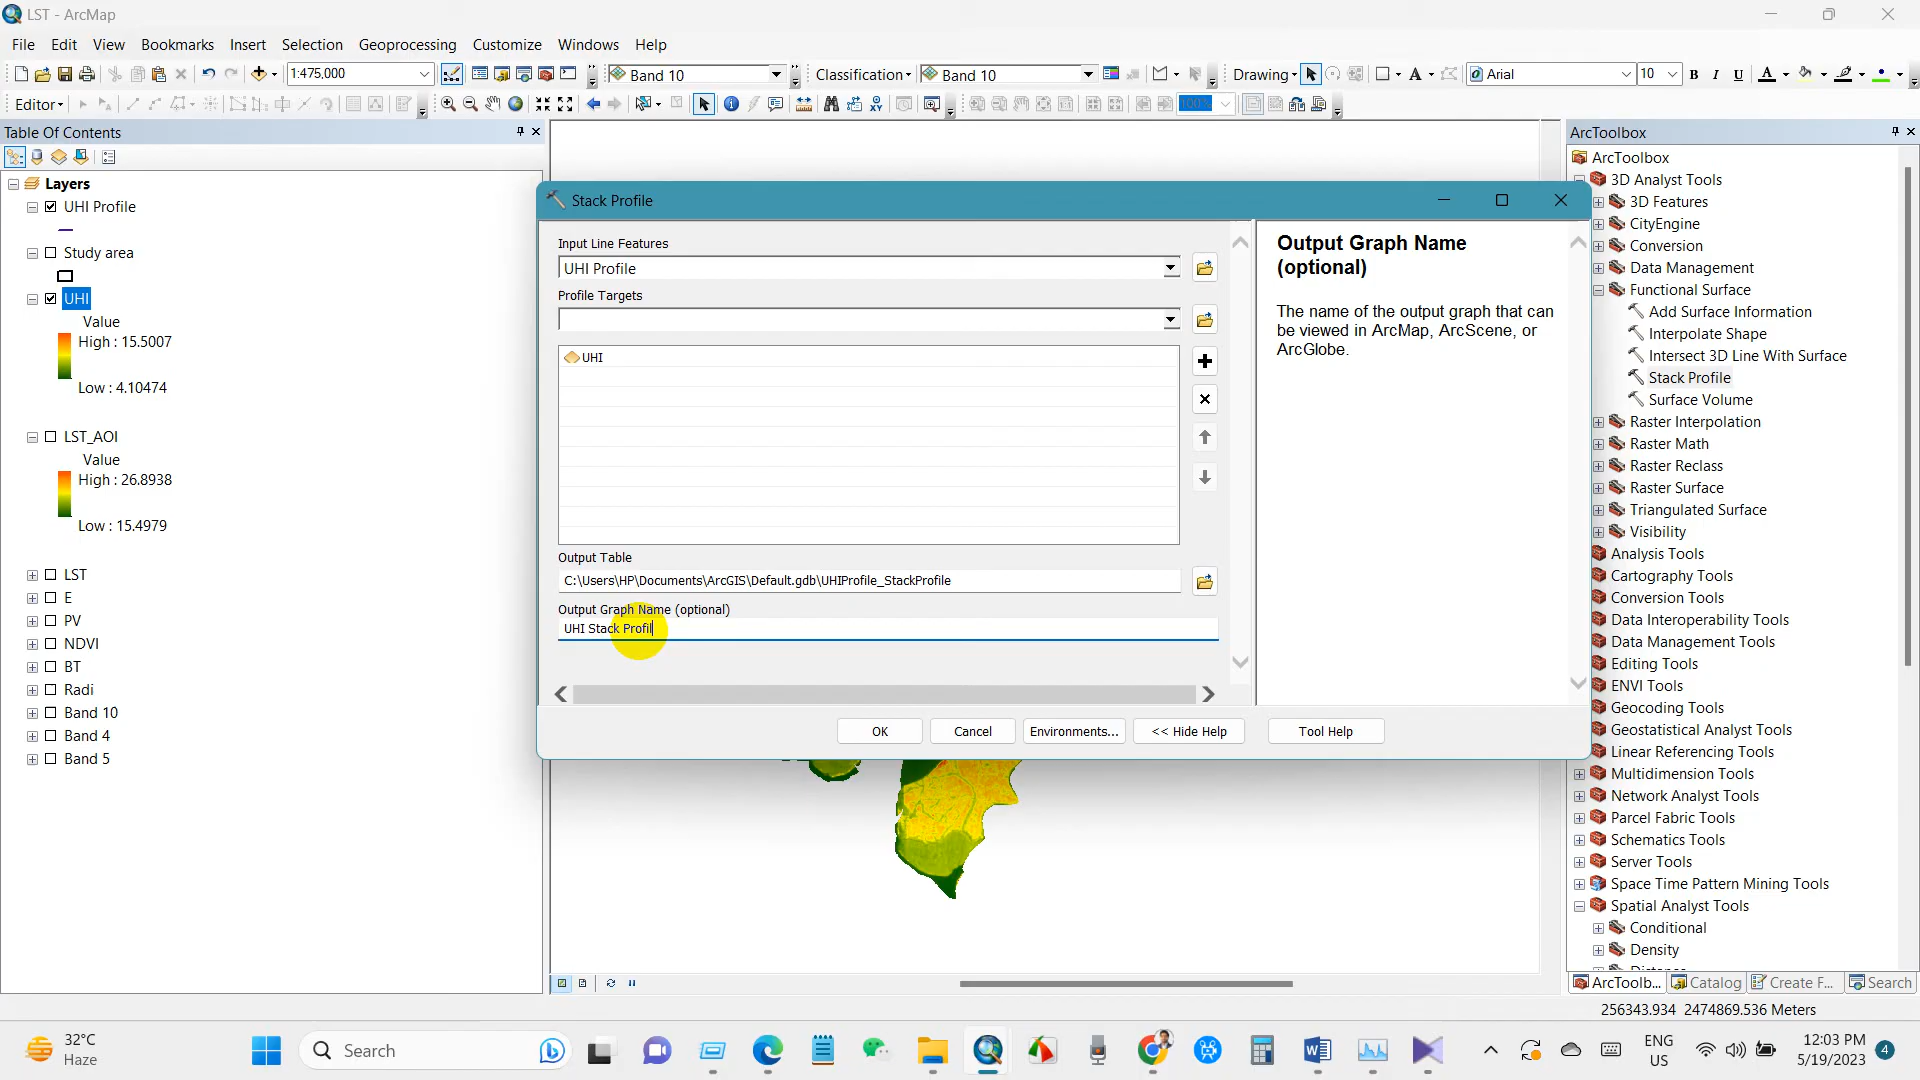 LST - ArcMap
File Edit View Bookmarks Insert Selection Geoprocessing Customize Windows Help
1:475,000 Band 10 Classification Band 10 Drawing A Arial 10 B I U A
Editor 100%
Table Of Contents
Layers
UHI Profile
Study area
UHI
Value
High : 15.5007
Low : 4.10474
LST_AOI
Value
High : 26.8938
Low : 15.4979
LST
E
PV
NDVI
BT
Radi
Band 10
Band 4
Band 5
Stack Profile
Input Line Features
UHI Profile
Profile Targets
UHI
Output Table
C:\Users\HP\Documents\ArcGIS\Default.gdb\UHIProfile_StackProfile
Output Graph Name (optional)
UHI Stack Profil
Output Graph Name
(optional)
The name of the output graph that can
be viewed in ArcMap, ArcScene, or
ArcGlobe.
OK Cancel Environments... << Hide Help Tool Help
ArcToolbox
ArcToolbox
3D Analyst Tools
3D Features
CityEngine
Conversion
Data Management
Functional Surface
Add Surface Information
Interpolate Shape
Intersect 3D Line With Surface
Stack Profile
Surface Volume
Raster Interpolation
Raster Math
Raster Reclass
Raster Surface
Triangulated Surface
Visibility
Analysis Tools
Cartography Tools
Conversion Tools
Data Interoperability Tools
Data Management Tools
Editing Tools
ENVI Tools
Geocoding Tools
Geostatistical Analyst Tools
Linear Referencing Tools
Multidimension Tools
Network Analyst Tools
Parcel Fabric Tools
Schematics Tools
Server Tools
Space Time Pattern Mining Tools
Spatial Analyst Tools
Conditional
Density
ArcToolb... Catalog Create F... Search
256343.934 2474869.536 Meters
32°C
Haze
Search
ENG
US
12:03 PM
5/19/2023
4